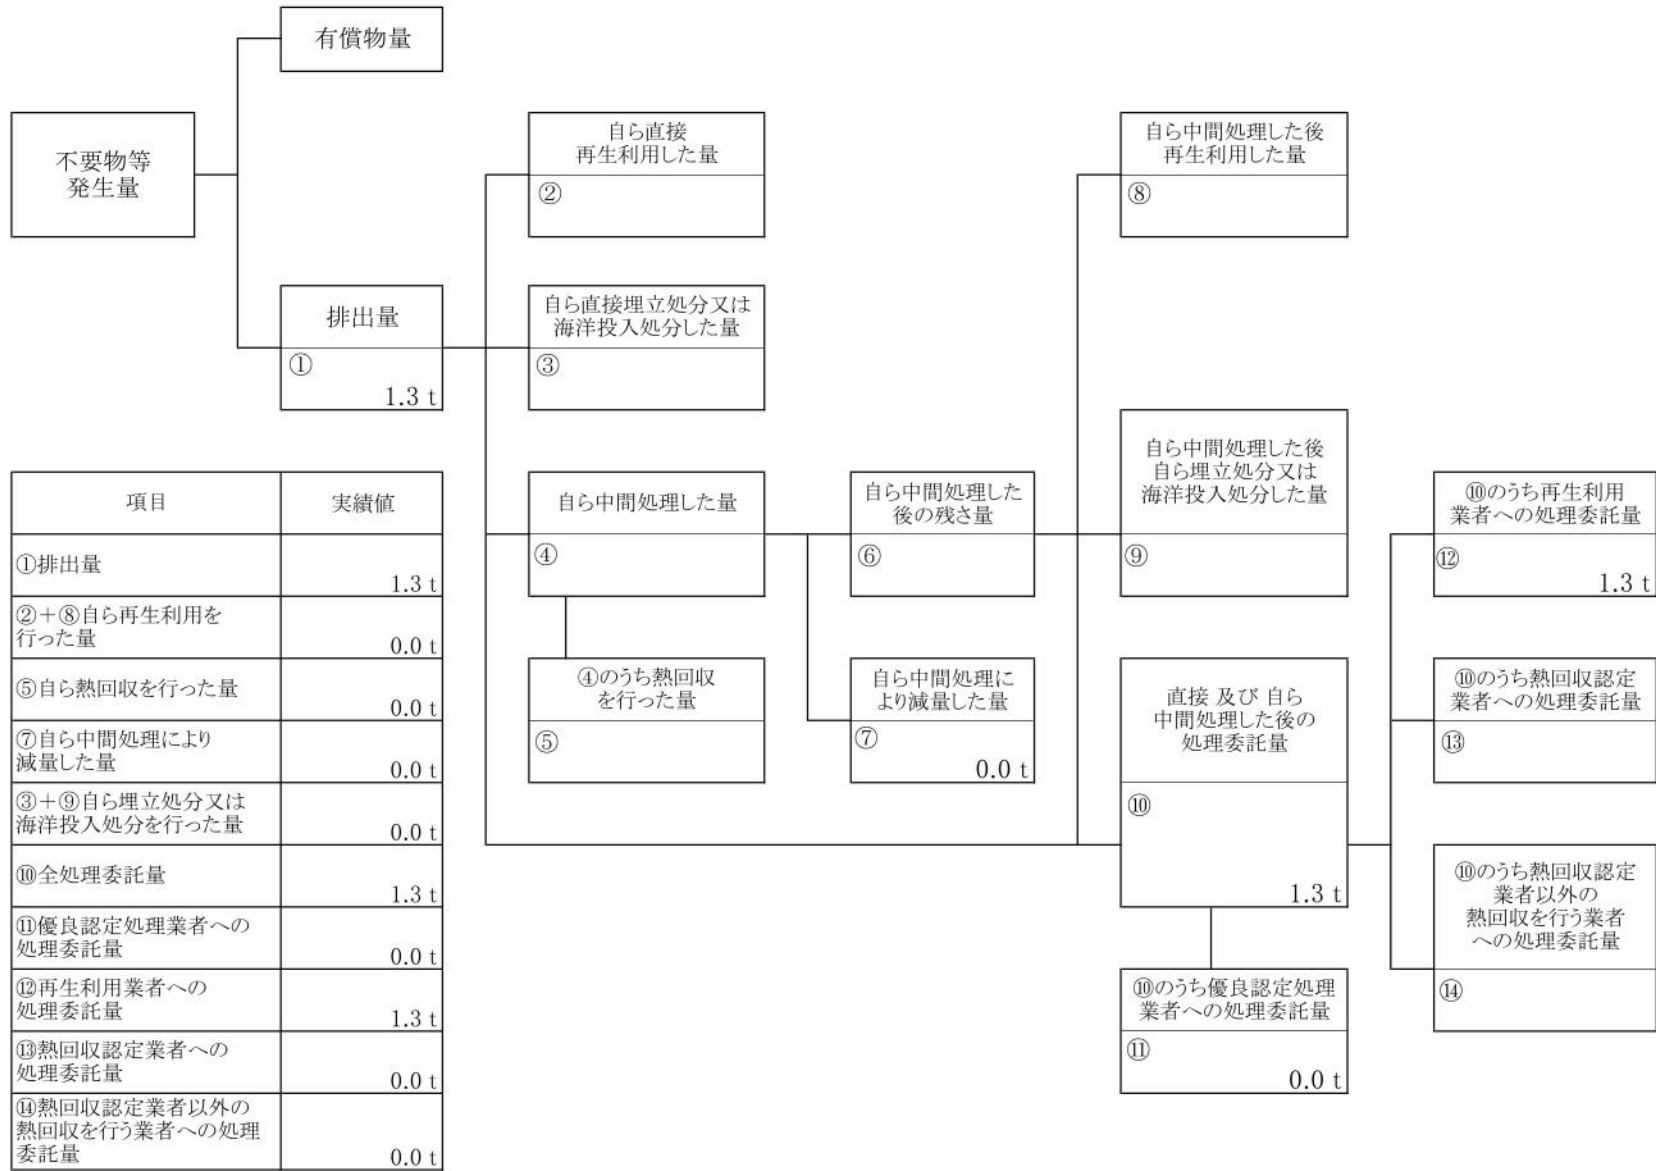 有償物量
不要物等
発生量
排出量
①
1.3 t
自ら直接
再生利用した量
②
自ら直接埋立処分又は
海洋投入処分した量
③
自ら中間処理した量
④
④のうち熱回収
を行った量
⑤
自ら中間処理した
後の残さ量
⑥
自ら中間処理に
より減量した量
⑦
0.0 t
自ら中間処理した後
再生利用した量
⑧
自ら中間処理した後
自ら埋立処分又は
海洋投入処分した量
⑨
直接 及び 自ら
中間処理した後の
処理委託量
⑩
1.3 t
⑩のうち優良認定処理
業者への処理委託量
⑪
0.0 t
⑩のうち再生利用
業者への処理委託量
⑫
1.3 t
⑩のうち熱回収認定
業者への処理委託量
⑬
⑩のうち熱回収認定
業者以外の
熱回収を行う業者
への処理委託量
⑭
項目 実績値
①排出量
1.3 t
②＋⑧自ら再生利用を
行った量
0.0 t
⑤自ら熱回収を行った量
0.0 t
⑦自ら中間処理により
減量した量
0.0 t
③＋⑨自ら埋立処分又は
海洋投入処分を行った量
0.0 t
⑩全処理委託量
1.3 t
⑪優良認定処理業者への
処理委託量
0.0 t
⑫再生利用業者への
処理委託量
1.3 t
⑬熱回収認定業者への
処理委託量
0.0 t
⑭熱回収認定業者以外の
熱回収を行う業者への処理
委託量
0.0 t